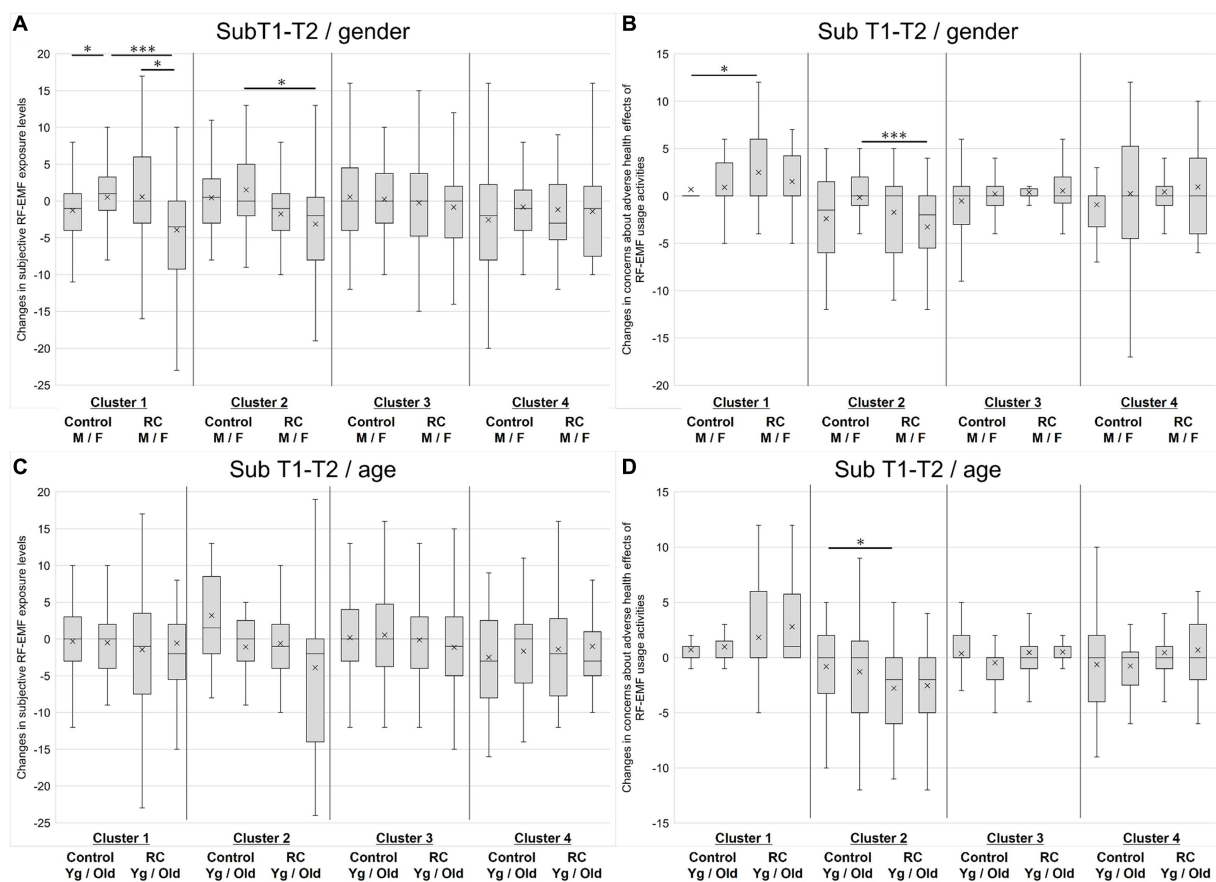 A
SubT1-T2 / gender
Changes in subjective RF-EMF exposure levels
20
15
10
5
0
-5
-10
-15
-20
-25
* ***
*
*
Cluster 1 Cluster 2 Cluster 3 Cluster 4
Control RC Control RC Control RC Control RC
M / F M / F M / F M / F M / F M / F M / F M / F
B
Sub T1-T2 / gender
Changes in concerns about adverse health effects of
RF-EMF usage activities
15
10
5
0
-5
-10
-15
-20
*
***
Cluster 1 Cluster 2 Cluster 3 Cluster 4
Control RC Control RC Control RC Control RC
M / F M / F M / F M / F M / F M / F M / F M / F
C
Sub T1-T2 / age
Changes in subjective RF-EMF exposure levels
20
15
10
5
0
-5
-10
-15
-20
-25
Cluster 1 Cluster 2 Cluster 3 Cluster 4
Control RC Control RC Control RC Control RC
Yg / Old Yg / Old Yg / Old Yg / Old Yg / Old Yg / Old Yg / Old Yg / Old
D
Sub T1-T2 / age
Changes in concerns about adverse health effects of
RF-EMF usage activities
15
10
5
0
-5
-10
-15
*
Cluster 1 Cluster 2 Cluster 3 Cluster 4
Control RC Control RC Control RC Control RC
Yg / Old Yg / Old Yg / Old Yg / Old Yg / Old Yg / Old Yg / Old Yg / Old